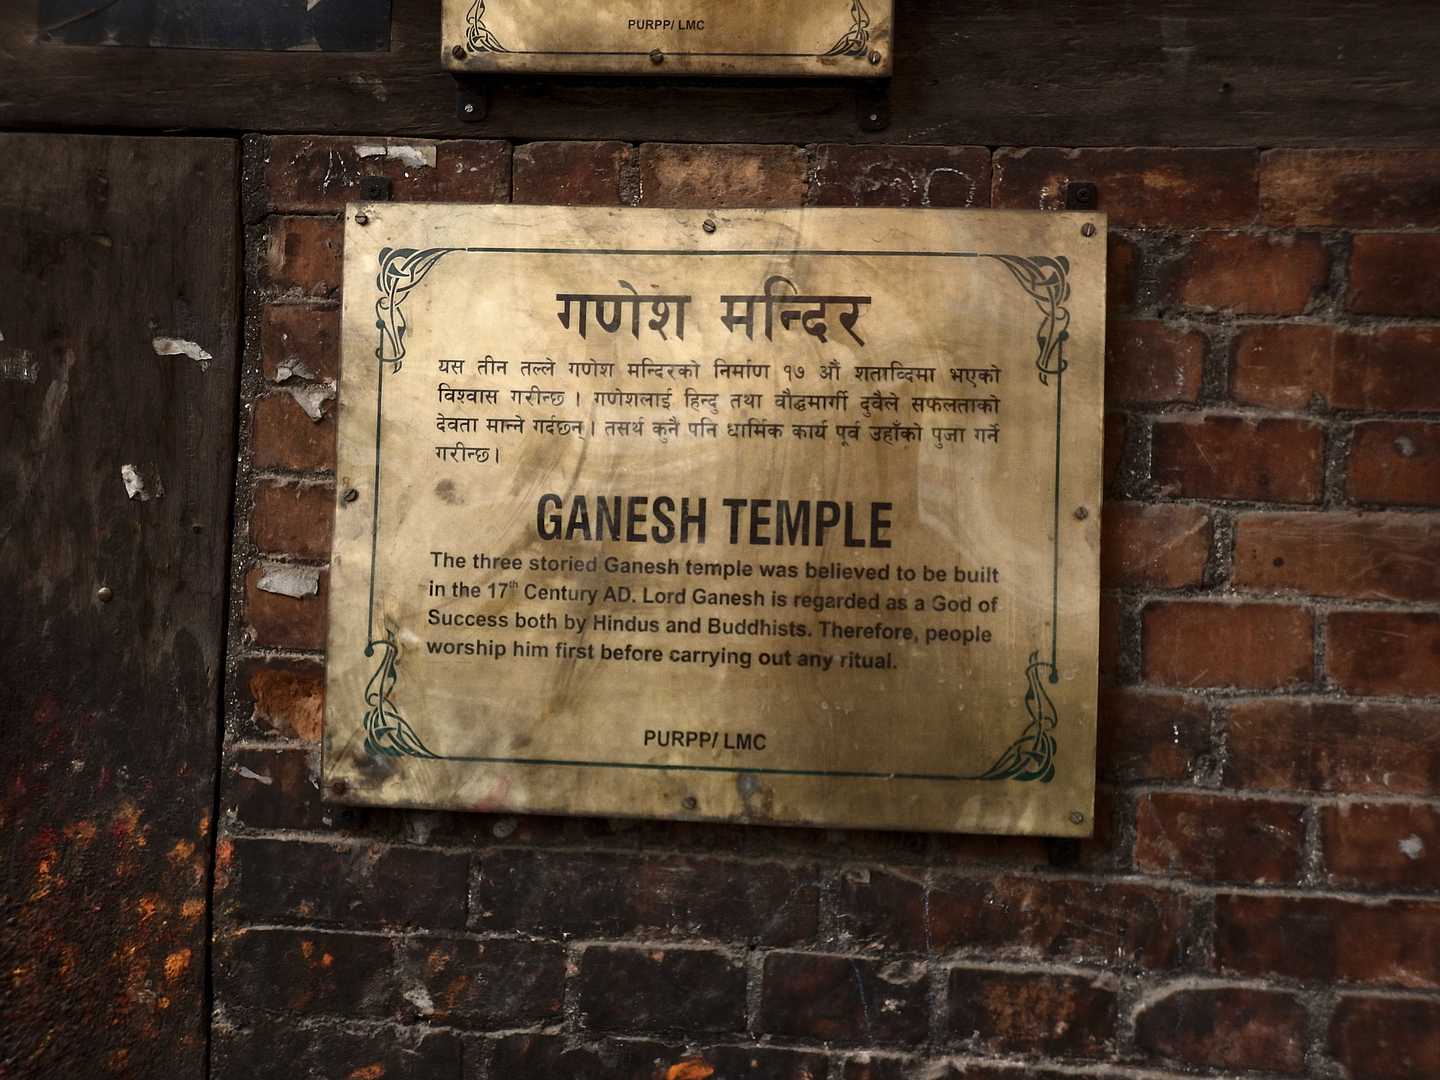 PURPP/ LMC
गणेश मन्दिर
यस तीन तल्ले गणेश मन्दिरको निर्माण १७ औं शताव्दिमा भएको
विश्वास गरीन्छ । गणेशलाई हिन्दु तथा वौद्धमार्गी दुवैले सफलताको
देवता मान्ने गर्दछन् । तसर्थ कुनै पनि धार्मिक कार्य पूर्व उहाँको पुजा गर्ने
गरीन्छ।
GANESH TEMPLE
The three storied Ganesh temple was believed to be built
in the 17th Century AD. Lord Ganesh is regarded as a God of
Success both by Hindus and Buddhists. Therefore, people
worship him first before carrying out any ritual.
PURPP/ LMC